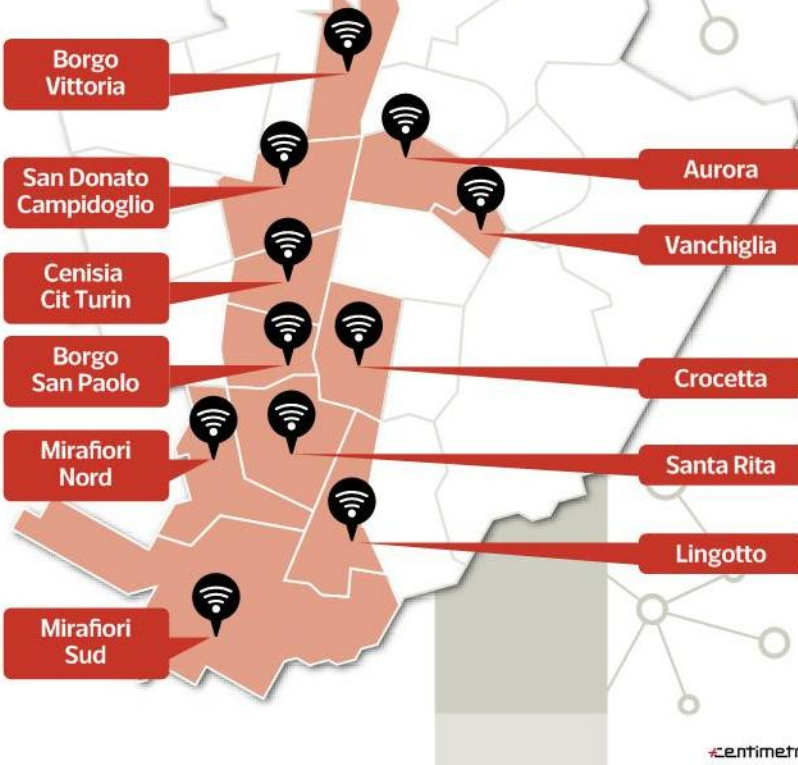 Borgo
Vittoria
San Donato
Campidoglio
Cenisia
Cit Turin
Borgo
San Paolo
Mirafiori
Nord
Mirafiori
Sud
Aurora
Vanchiglia
Crocetta
Santa Rita
Lingotto
centimetr